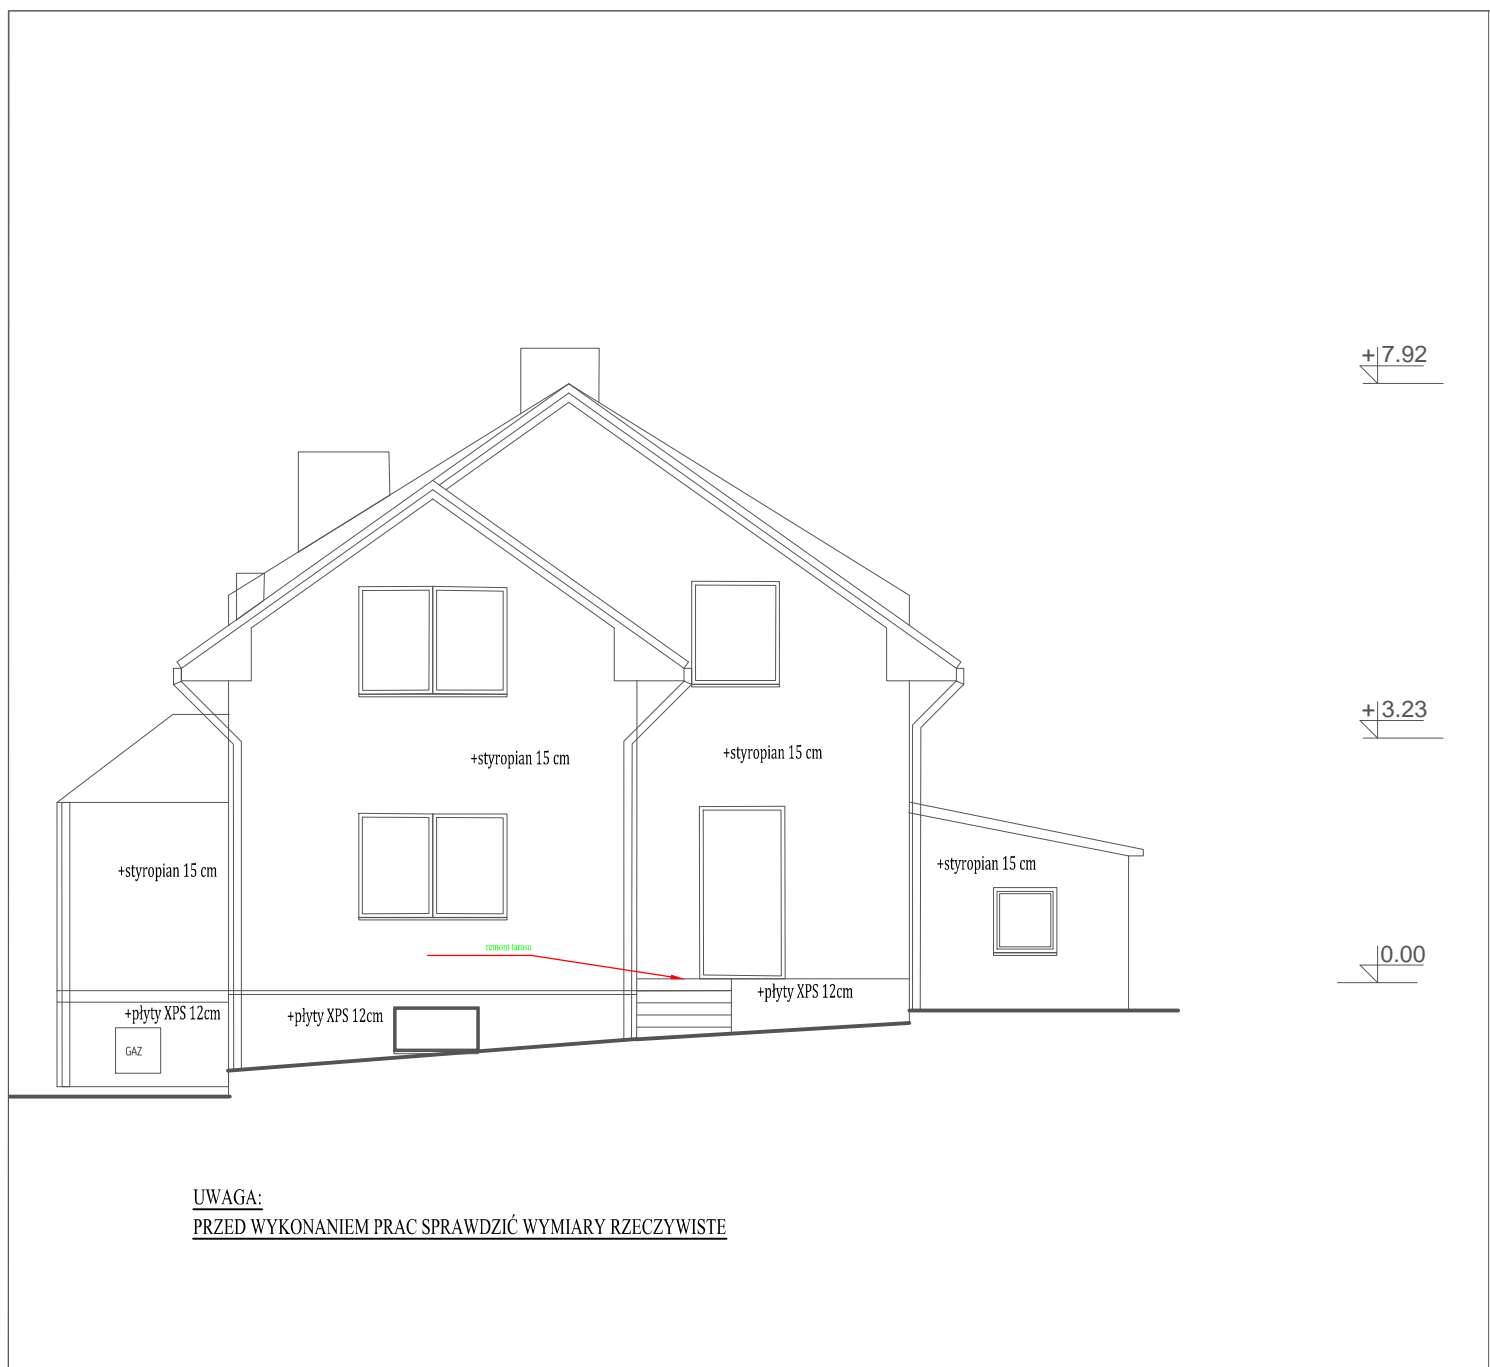 +7.92
+3.23
+styropian 15 cm
+styropian 15 cm
+styropian 15 cm
+styropian 15 cm
remont tarasu
0.00
+płyty XPS 12cm
+płyty XPS 12cm
+płyty XPS 12cm
GAZ
UWAGA:
PRZED WYKONANIEM PRAC SPRAWDZIĆ WYMIARY RZECZYWISTE